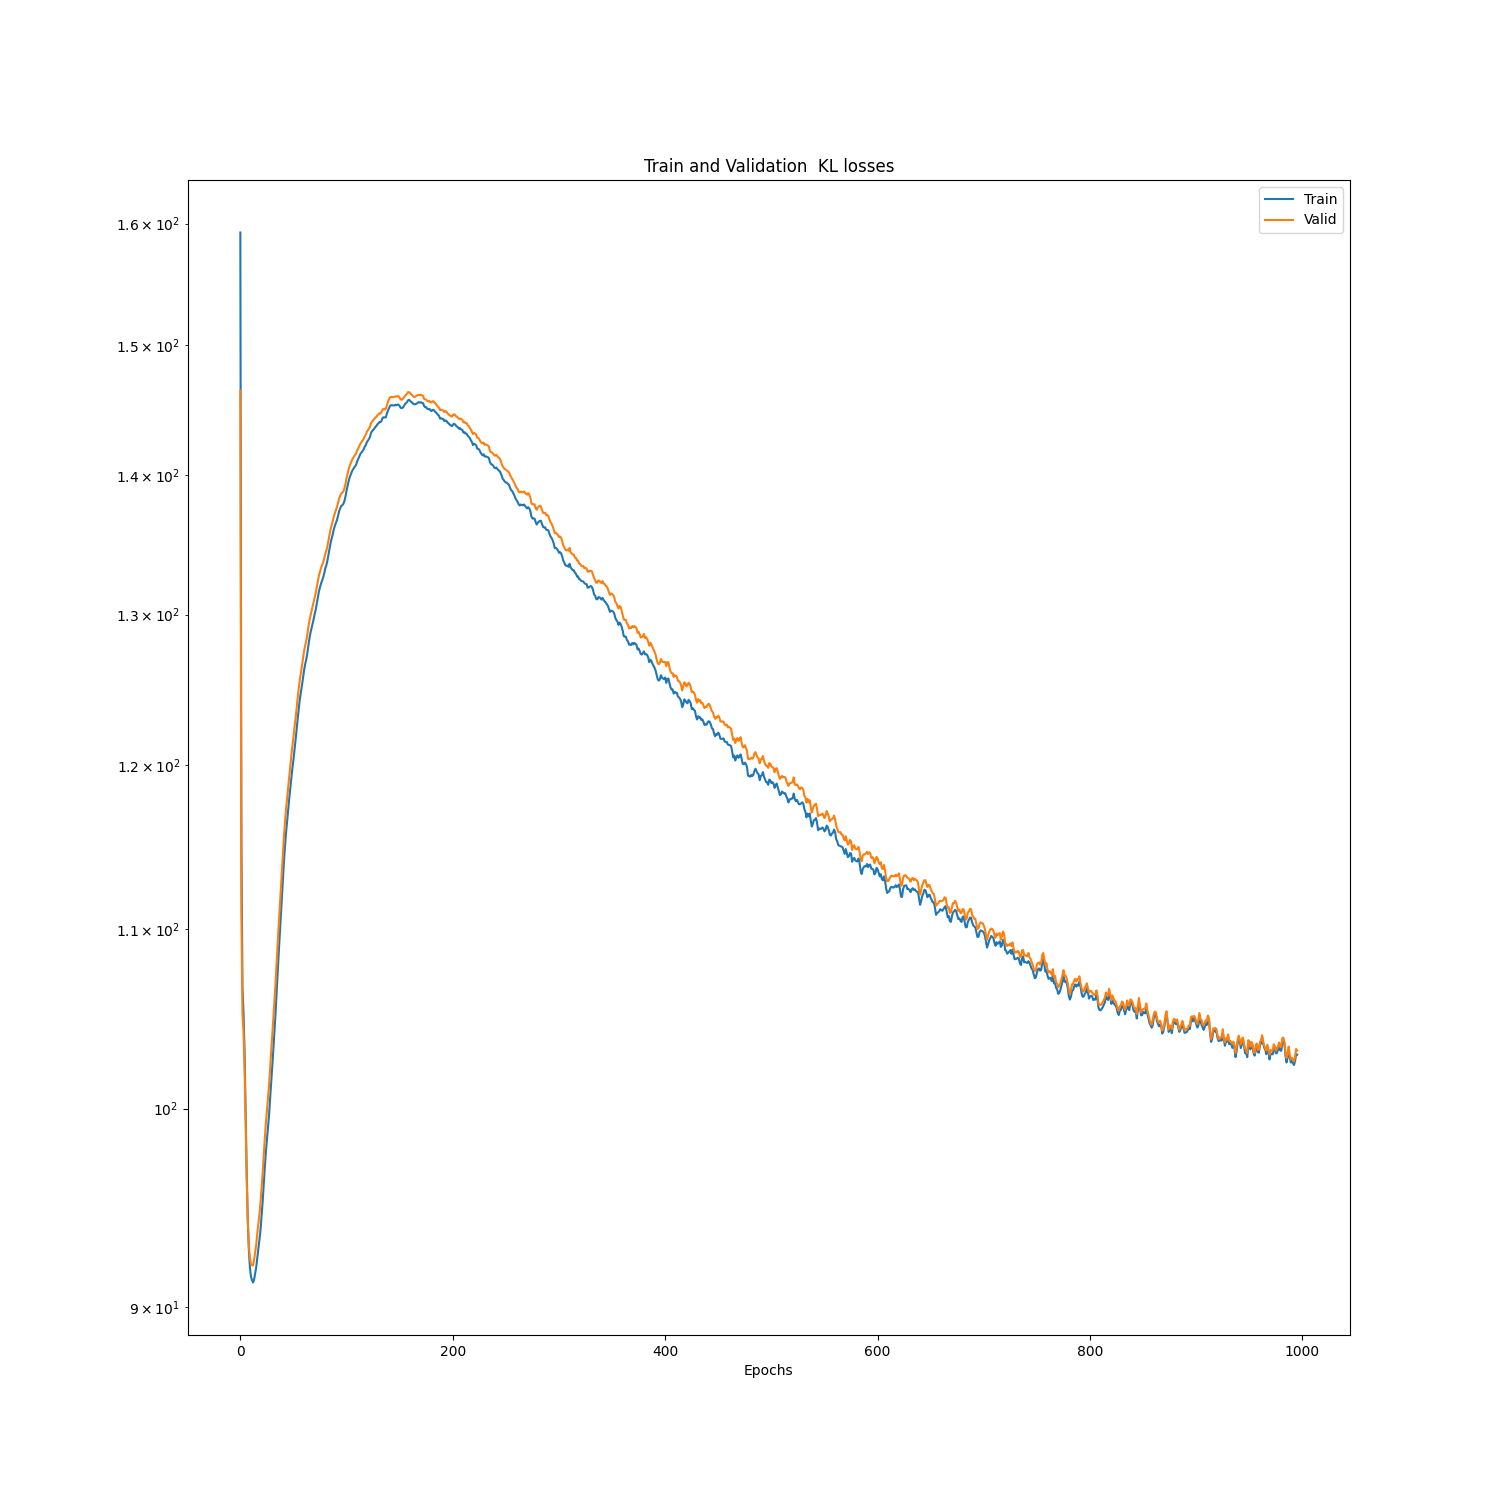 Train and Validation  KL losses
Train
Valid
1.6 × 10²
1.5 × 10²
1.4 × 10²
1.3 × 10²
1.2 × 10²
1.1 × 10²
10²
9 × 10¹
0 200 400 600 800 1000
Epochs